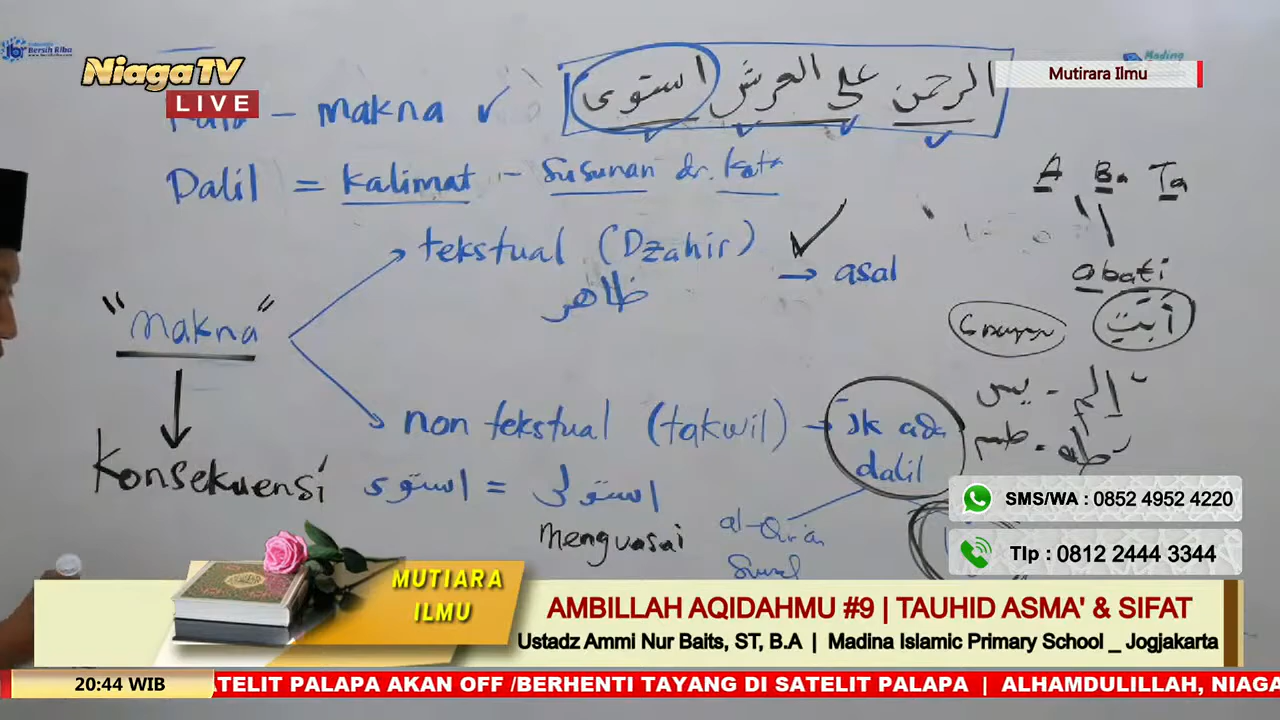 NiagaTV
LIVE
Mutirara Ilmu
الرحمن على العرش استوى
Kata - makna ✓
Dalil = kalimat - susunan dr. kata
A Ba Ta
tekstual (Dzahir) → asal
ظاهر
abati
أبت
"Makna"
الم - يس
non tekstual (takwil) → Jk ada dalil
طه - طسم
Konsekuensi
استوى = استولى
menguasai
al-Qur'an
SMS/WA : 0852 4952 4220
Tlp : 0812 2444 3344
MUTIARA ILMU
AMBILLAH AQIDAHMU #9 | TAUHID ASMA' & SIFAT
Ustadz Ammi Nur Baits, ST, B.A | Madina Islamic Primary School _ Jogjakarta
20:44 WIB
TELIT PALAPA AKAN OFF /BERHENTI TAYANG DI SATELIT PALAPA | ALHAMDULILLAH, NIAGA